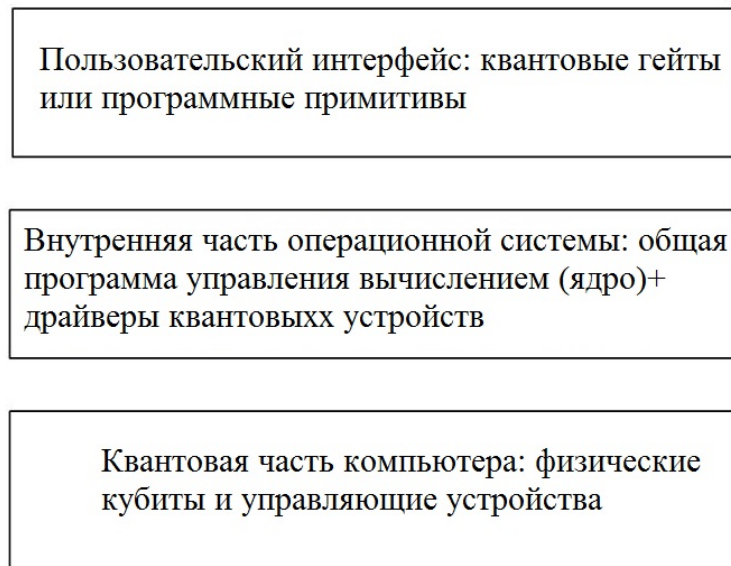 Пользовательский интерфейс: квантовые гейты
или программные примитивы
Внутренняя часть операционной системы: общая
программа управления вычислением (ядро)+
драйверы квантовыхх устройств
Квантовая часть компьютера: физические
кубиты и управляющие устройства